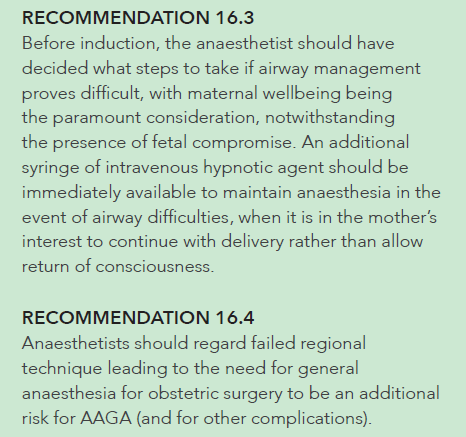 RECOMMENDATION 16.3
Before induction, the anaesthetist should have
decided what steps to take if airway management
proves difficult, with maternal wellbeing being
the paramount consideration, notwithstanding
the presence of fetal compromise. An additional
syringe of intravenous hypnotic agent should be
immediately available to maintain anaesthesia in the
event of airway difficulties, when it is in the mother’s
interest to continue with delivery rather than allow
return of consciousness.
RECOMMENDATION 16.4
Anaesthetists should regard failed regional
technique leading to the need for general
anaesthesia for obstetric surgery to be an additional
risk for AAGA (and for other complications).